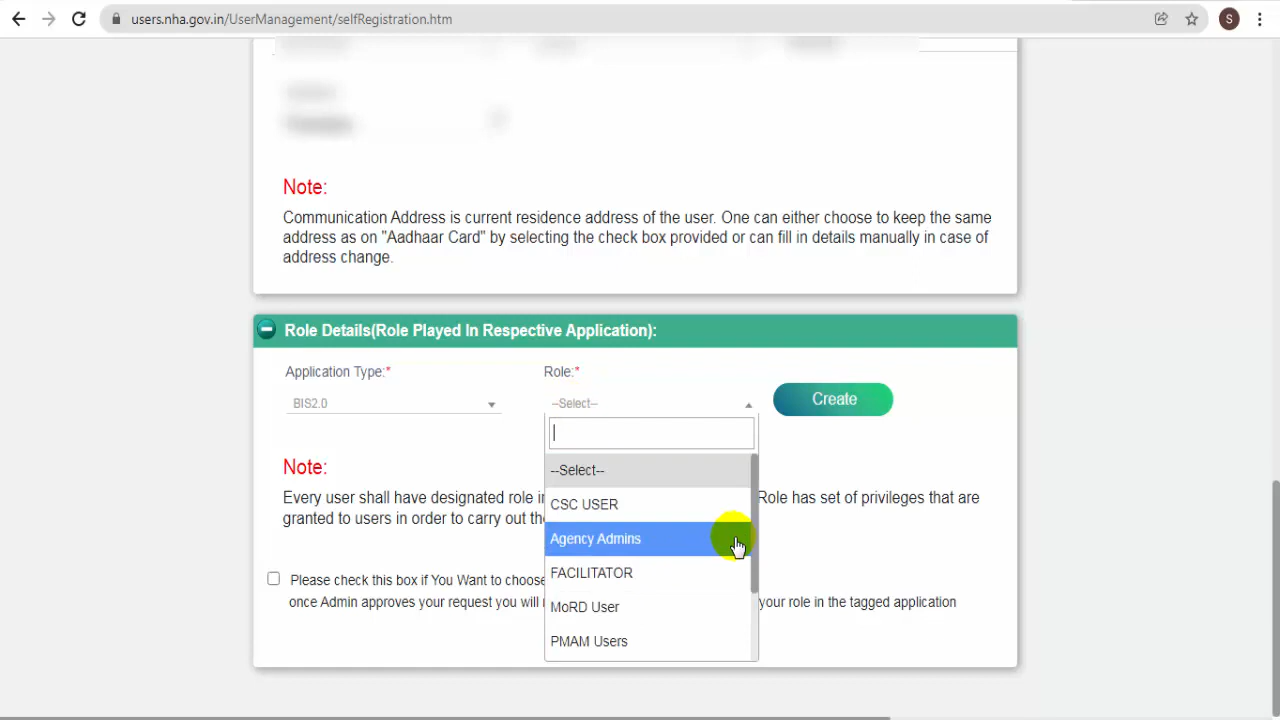 users.nha.gov.in/UserManagement/selfRegistration.htm
S
Note:
Communication Address is current residence address of the user. One can either choose to keep the same
address as on "Aadhaar Card" by selecting the check box provided or can fill in details manually in case of
address change.
Role Details(Role Played In Respective Application):
Application Type:*
Role:*
BIS2.0
--Select--
Create
--Select--
CSC USER
Agency Admins
FACILITATOR
MoRD User
PMAM Users
Note:
Every user shall have designated role in Role has set of privileges that are
granted to users in order to carry out the
Please check this box if You Want to choose
once Admin approves your request you will your role in the tagged application